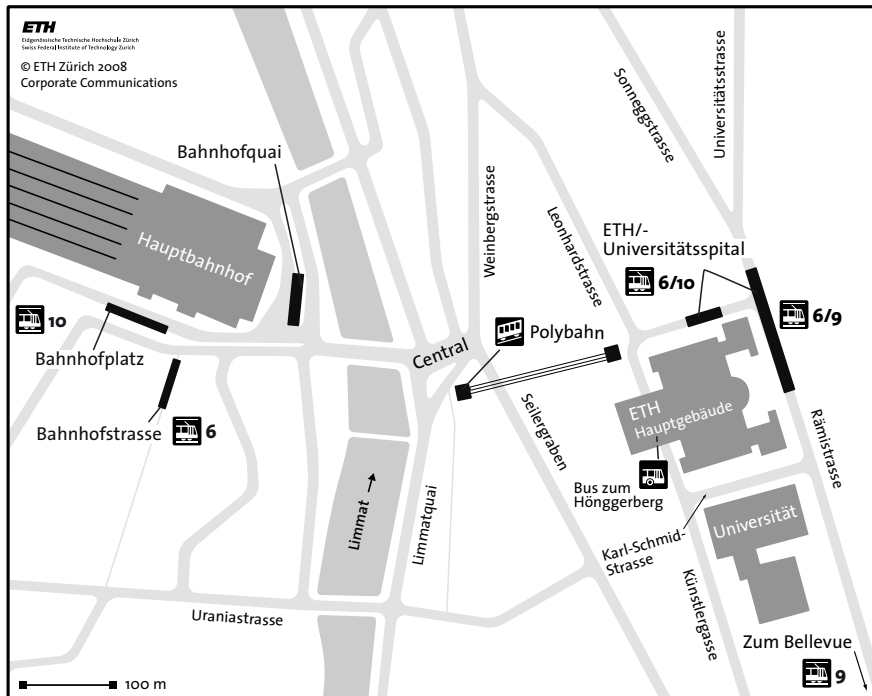 ETH
Eidgenössische Technische Hochschule Zürich
Swiss Federal Institute of Technology Zurich
© ETH Zürich 2008
Corporate Communications
Sonneggstrasse
Universitätsstrasse
Bahnhofquai
Weinbergstrasse
Leonhardstrasse
Hauptbahnhof
ETH/-
Universitätsspital
6/10
6/9
10
Bahnhofplatz
Central
Polybahn
Bahnhofstrasse
6
Seilergraben
ETH
Hauptgebäude
Rämistrasse
Bus zum
Hönggerberg
Limmat
Limmatquai
Karl-Schmid-
Strasse
Universität
Künstlergasse
Uraniastrasse
Zum Bellevue
9
100 m